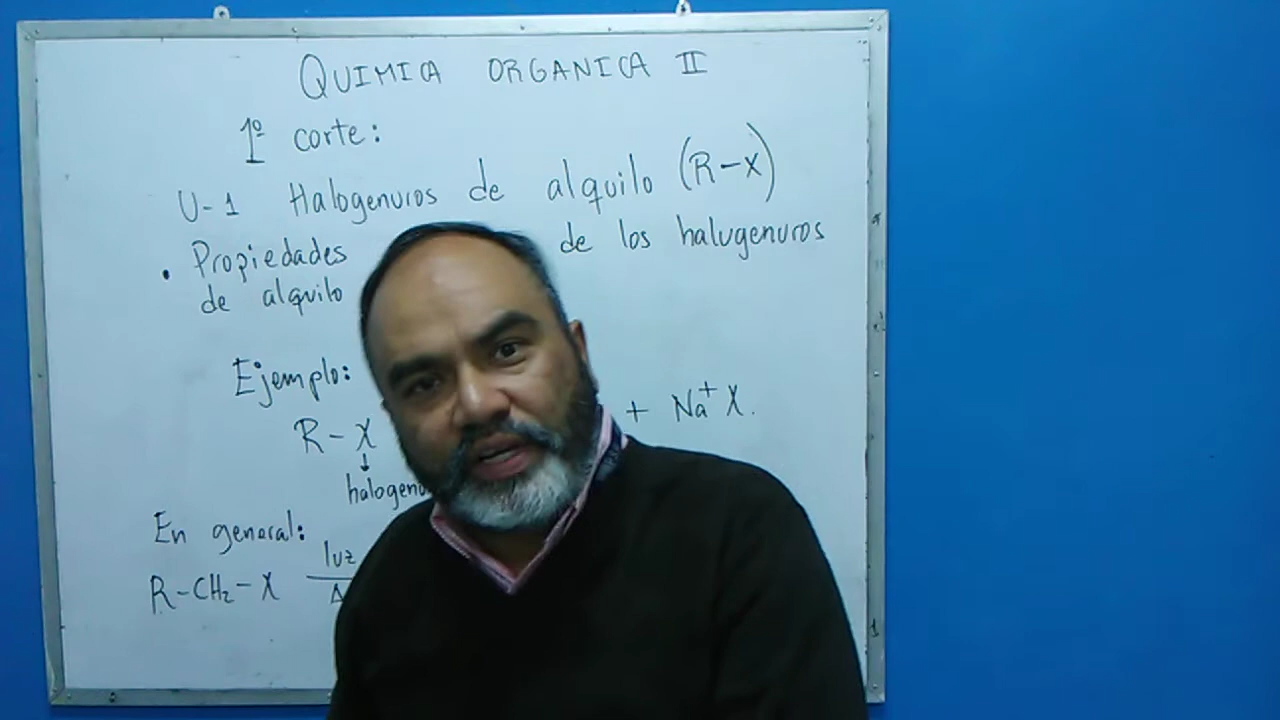 QUIMICA ORGANICA II
1º corte:
U-1 Halogenuros de alquilo (R-X)
• Propiedades de los halugenuros
de alquilo
Ejemplo:
R-X + Na⁺X.
↓
En general:
R-CH₂-X luz
Δ